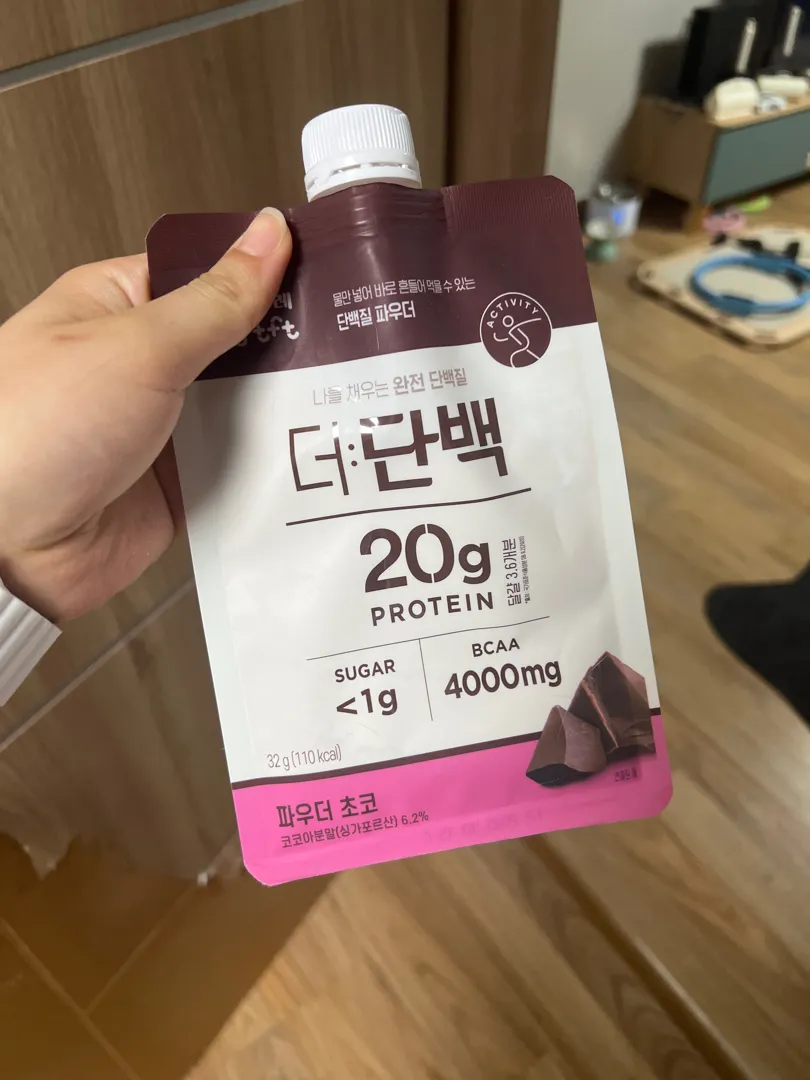 물만 넣어 바로 흔들어 먹을 수 있는
단백질 파우더
ACTIVITY
나를 채우는 완전 단백질
더:단백
20g
PROTEIN
달걀 3.6개분
SUGAR
<1g
BCAA
4000mg
32 g (110 kcal)
파우더 초코
코코아분말(싱가포르산) 6.2%